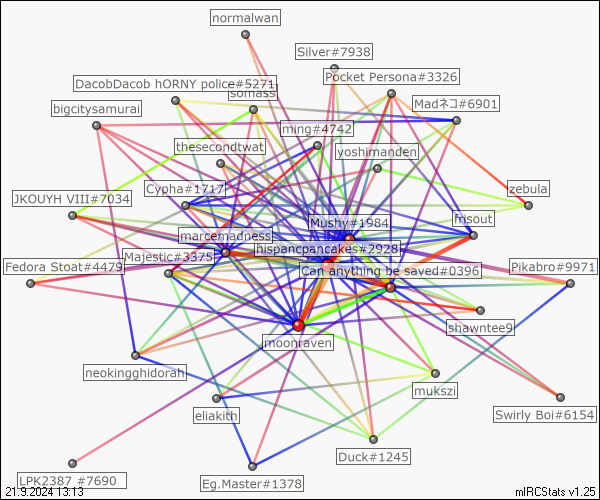 normalwan
Silver#7938
Pocket Persona#3326
DacobDacob hORNY police#5271
somass
Madネコ#6901
bigcitysamurai
ming#4742
thesecondtwat
yoshimanden
Cypha#1717
zebula
JKOUYH VIII#7034
Mushy#1984
frisout
marcemadness
hispancpancakes#2928
Majestic#3375
Fedora Stoat#4479
Can anything be saved#0396
Pikabro#9971
shawntee9
moonraven
neokingghidorah
mukszi
eliakith
Swirly Boi#6154
Duck#1245
LPK2387 #7690
Eg.Master#1378
21.9.2024 13:13
mIRCStats v1.25